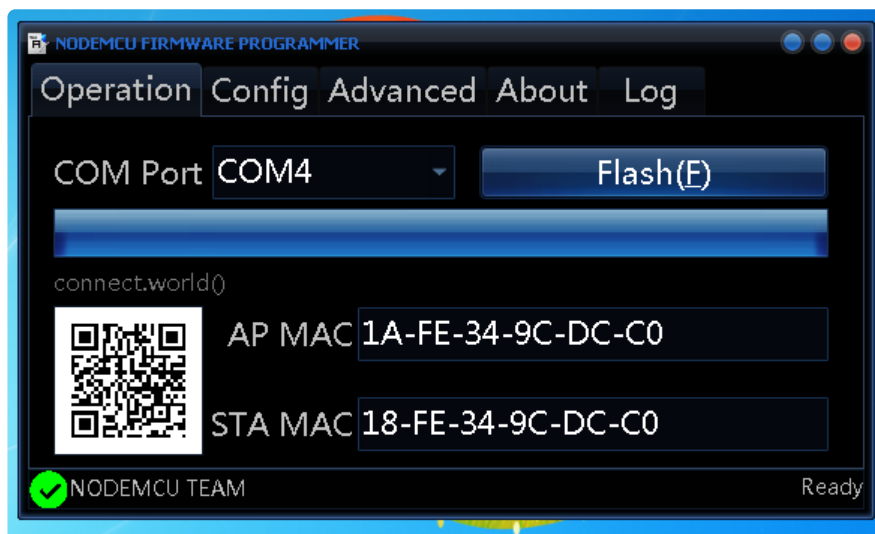 NODEMCU FIRMWARE PROGRAMMER
Operation Config Advanced About Log
COM Port COM4 Flash(F)
connect.world()
AP MAC 1A-FE-34-9C-DC-C0
STA MAC 18-FE-34-9C-DC-C0
NODEMCU TEAM Ready